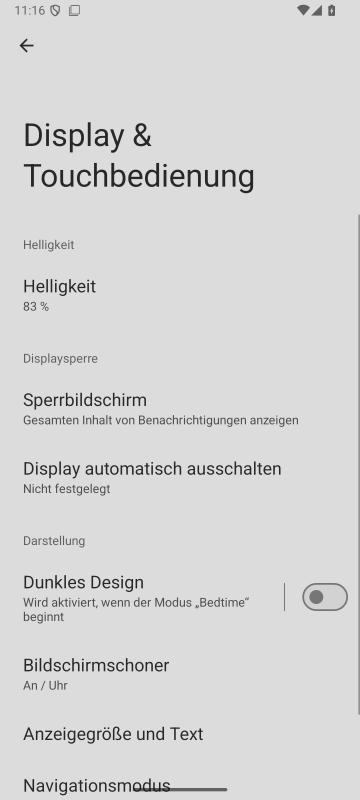 11:16
Display &
Touchbedienung
Helligkeit
Helligkeit
83 %
Displaysperre
Sperrbildschirm
Gesamten Inhalt von Benachrichtigungen anzeigen
Display automatisch ausschalten
Nicht festgelegt
Darstellung
Dunkles Design
Wird aktiviert, wenn der Modus „Bedtime“
beginnt
Bildschirmschoner
An / Uhr
Anzeigegröße und Text
Navigationsmodus